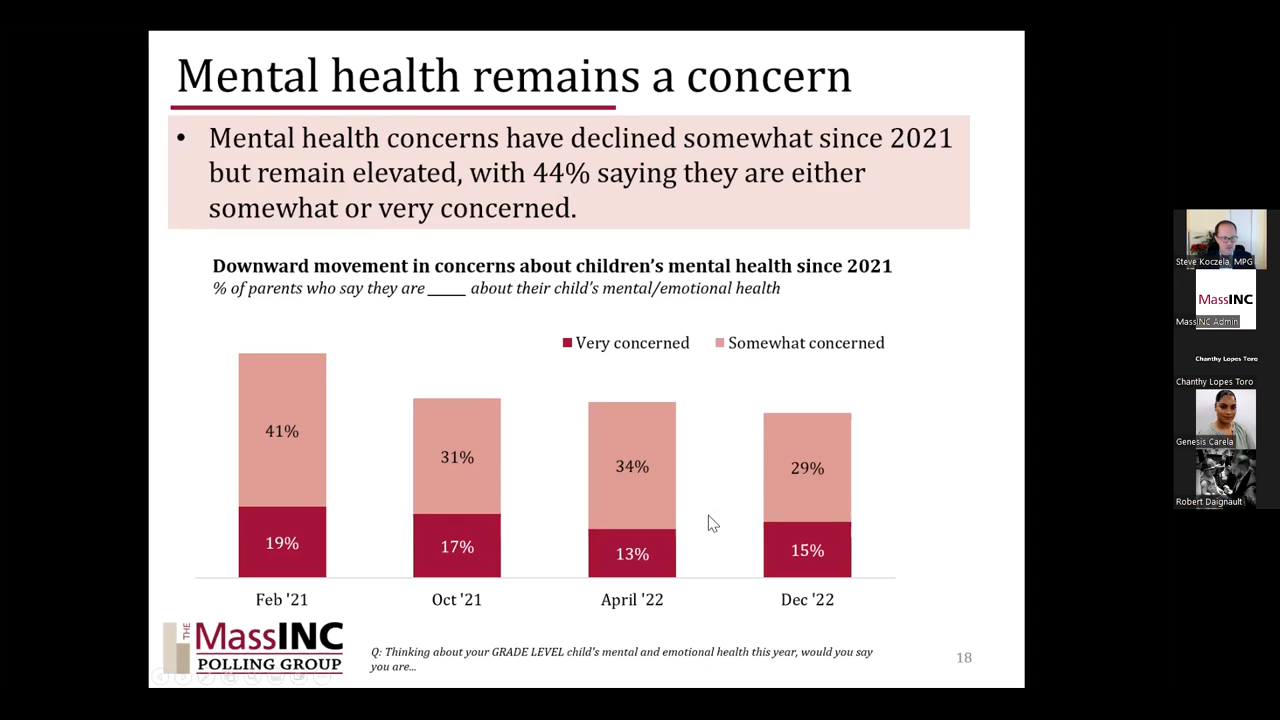 Mental health remains a concern
• Mental health concerns have declined somewhat since 2021
but remain elevated, with 44% saying they are either
somewhat or very concerned.
Downward movement in concerns about children's mental health since 2021
% of parents who say they are _____ about their child's mental/emotional health
Very concerned
Somewhat concerned
41%
31%
34%
29%
19%
17%
13%
15%
Feb '21
Oct '21
April '22
Dec '22
THE
MassINC
POLLING GROUP
Q: Thinking about your GRADE LEVEL child's mental and emotional health this year, would you say
you are...
18
Steve Koczela, MPG
MassINC
MassINC Admin
Chanthy Lopes Toro
Chanthy Lopes Toro
Genesis Carela
Robert Daignault